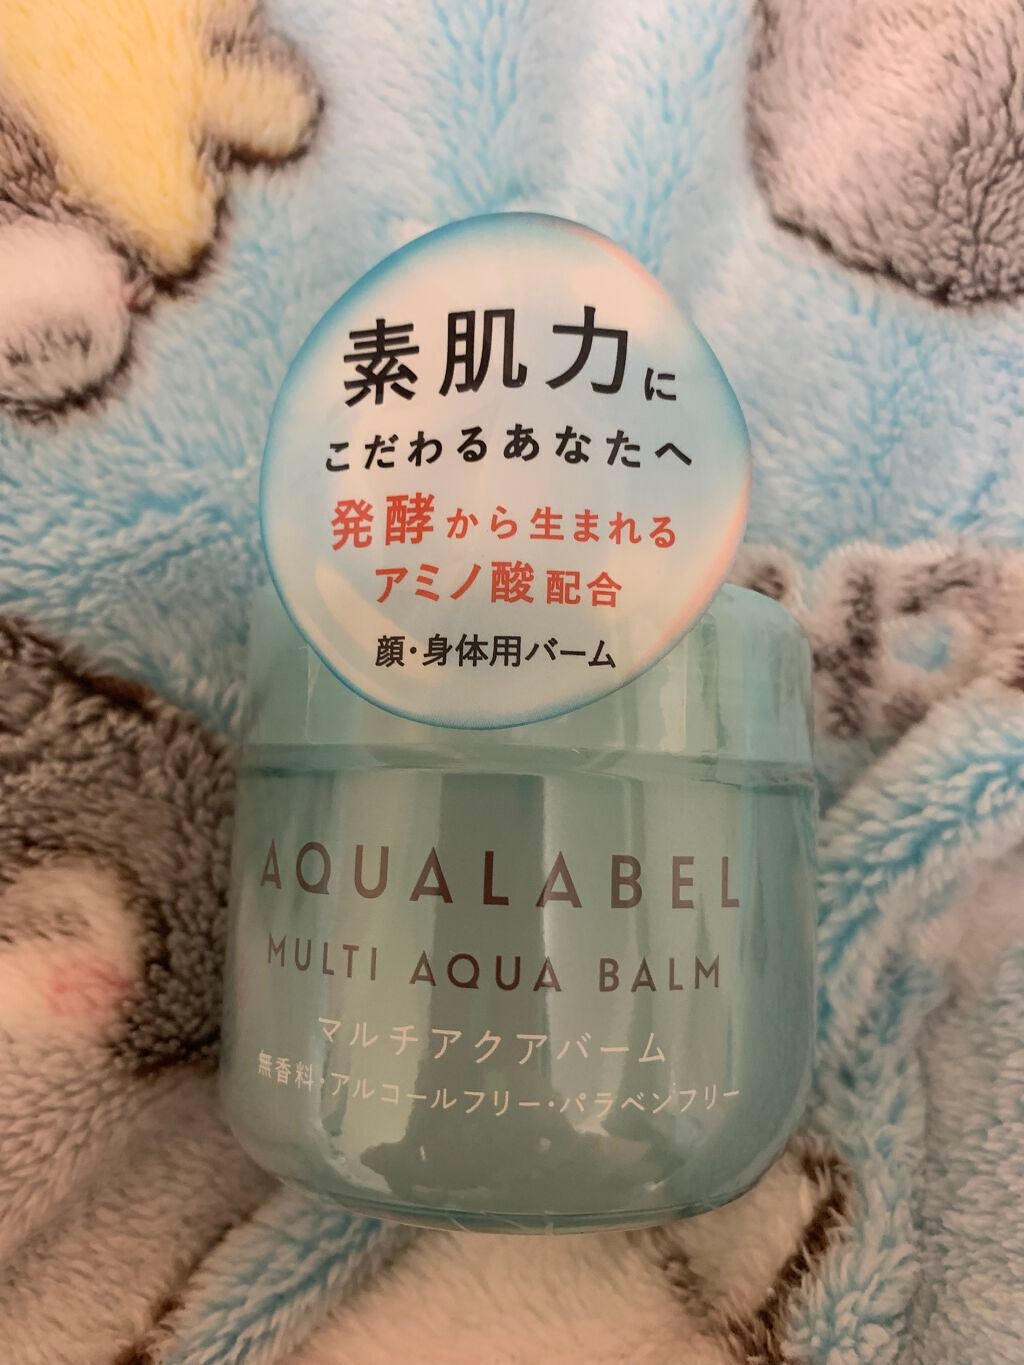 素肌力に
こだわるあなたへ
発酵から生まれる
アミノ酸配合
顔・身体用バーム
AQUALABEL
MULTI AQUA BALM
マルチアクアバーム
無香料・アルコールフリー・パラベンフリー